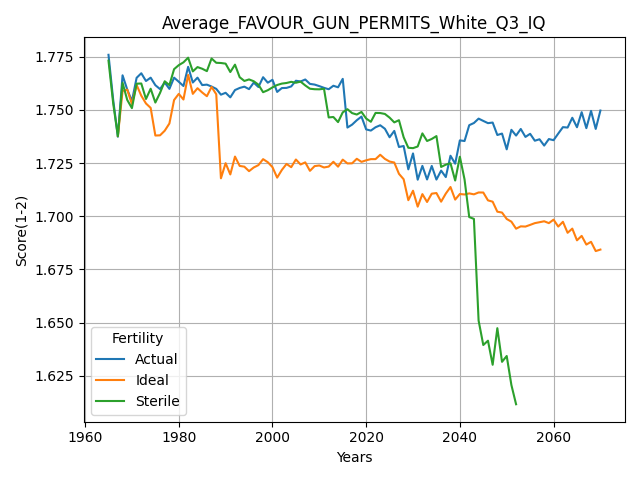 Average_FAVOUR_GUN_PERMITS_White_Q3_IQ
Score(1-2)
1.775
1.750
1.725
1.700
1.675
1.650
1.625
Fertility
Actual
Ideal
Sterile
1960
1980
2000
2020
2040
2060
Years